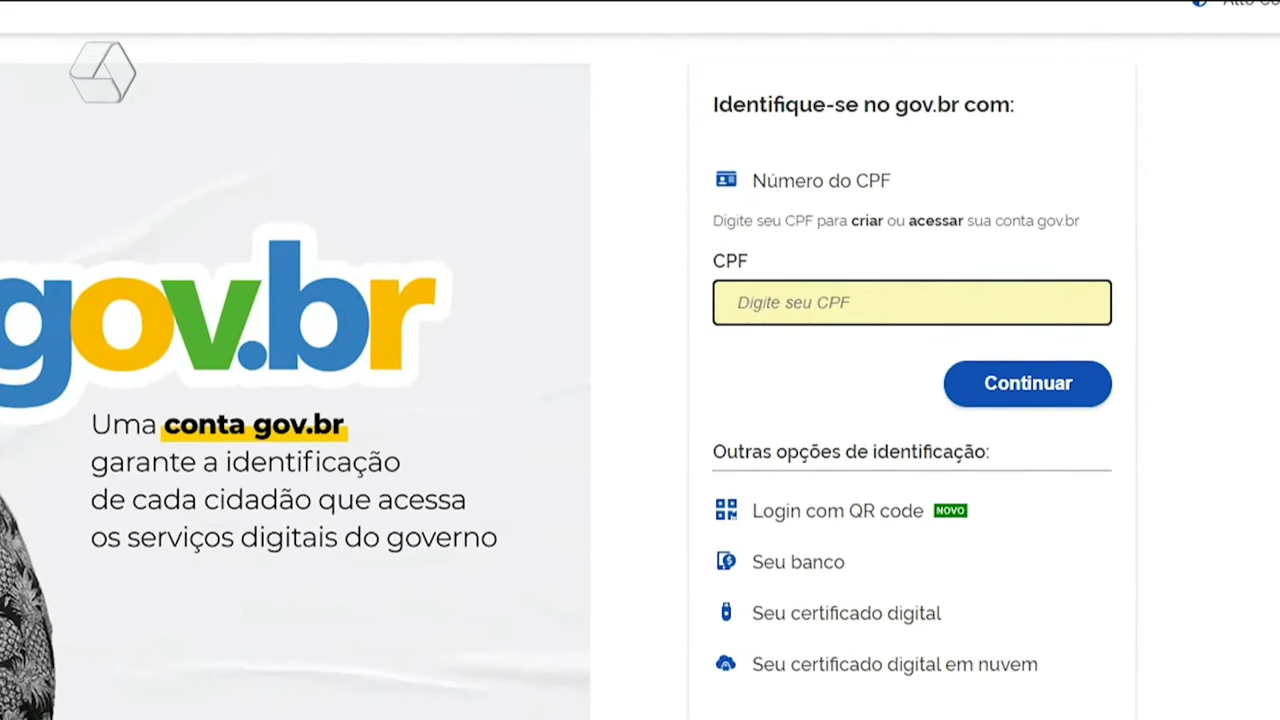 gov.br
Uma conta gov.br
garante a identificação
de cada cidadão que acessa
os serviços digitais do governo
Identifique-se no gov.br com:
Número do CPF
Digite seu CPF para criar ou acessar sua conta gov.br
CPF
Digite seu CPF
Continuar
Outras opções de identificação:
Login com QR code NOVO
Seu banco
Seu certificado digital
Seu certificado digital em nuvem